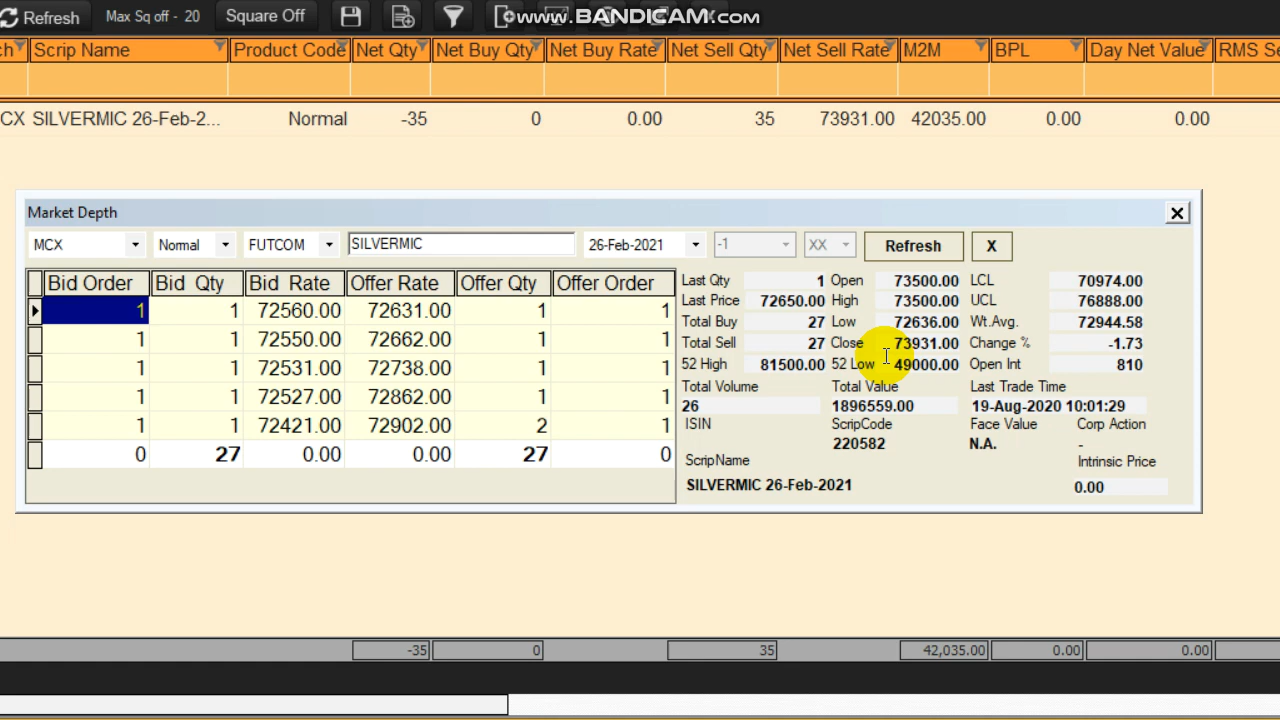 Refresh Max Sq off - 20 Square Off www.BANDICAM.com
ch Scrip Name Product Code Net Qty Net Buy Qty Net Buy Rate Net Sell Qty Net Sell Rate M2M BPL Day Net Value RMS Se
CX SILVERMIC 26-Feb-2... Normal -35 0 0.00 35 73931.00 42035.00 0.00 0.00
Market Depth X
MCX Normal FUTCOM SILVERMIC 26-Feb-2021 -1 XX Refresh X
Bid Order Bid Qty Bid Rate Offer Rate Offer Qty Offer Order
1 1 72560.00 72631.00 1 1
1 1 72550.00 72662.00 1 1
1 1 72531.00 72738.00 1 1
1 1 72527.00 72862.00 1 1
1 1 72421.00 72902.00 2 1
0 27 0.00 0.00 27 0
Last Qty 1 Open 73500.00 LCL 70974.00
Last Price 72650.00 High 73500.00 UCL 76888.00
Total Buy 27 Low 72636.00 Wt.Avg. 72944.58
Total Sell 27 Close 73931.00 Change % -1.73
52 High 81500.00 52 Low 49000.00 Open Int 810
Total Volume Total Value Last Trade Time
26 1896559.00 19-Aug-2020 10:01:29
ISIN ScripCode Face Value Corp Action
220582 N.A. -
ScripName Intrinsic Price
SILVERMIC 26-Feb-2021 0.00
-35 0 35 42,035.00 0.00 0.00